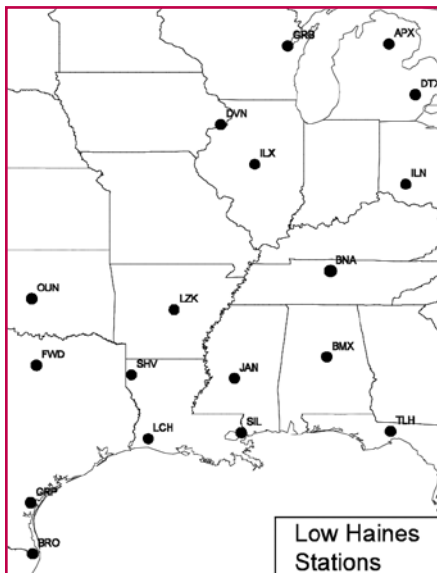 GRB
APX
DTX
DVN
ILX
ILN
BNA
OUN
LZK
FWD
SHV
JAN
BMX
LCH
SIL
TLH
CRP
BRO
Low Haines
Stations